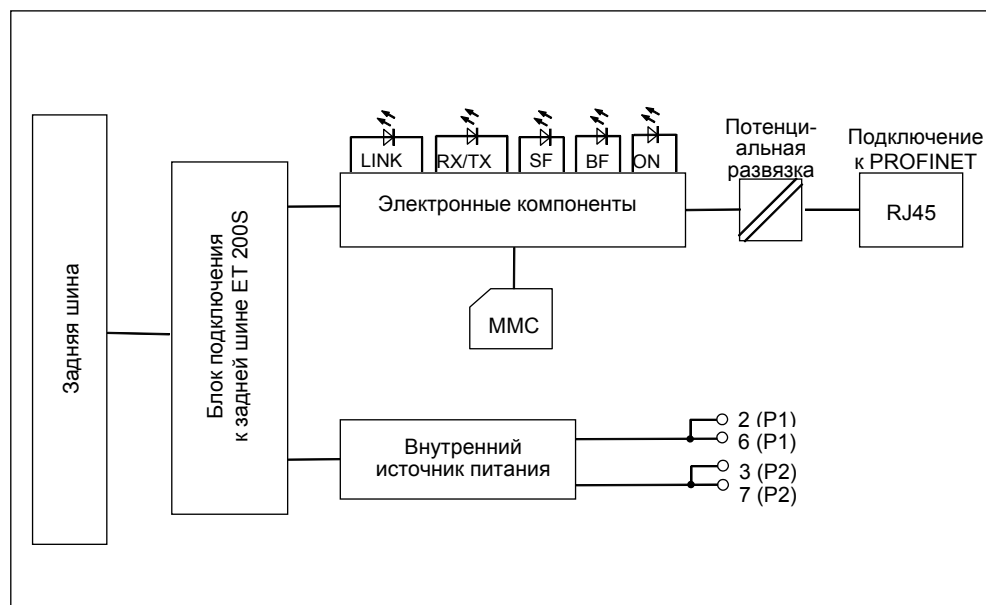 Задняя шина
Блок подключения
к задней шине ET 200S
LINK
RX/TX
SF
BF
ON
Электронные компоненты
MMC
Потенци-
альная
развязка
Подключение
к PROFINET
RJ45
Внутренний
источник питания
2 (P1)
6 (P1)
3 (P2)
7 (P2)